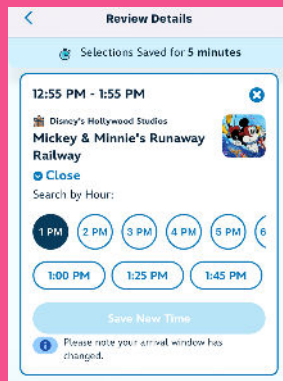 Review Details
Selections Saved for 5 minutes
12:55 PM - 1:55 PM
Disney's Hollywood Studios
Mickey & Minnie's Runaway
Railway
Close
Search by Hour:
1 PM 2 PM 3 PM 4 PM 5 PM 6
1:00 PM 1:25 PM 1:45 PM
Save New Time
Please note your arrival window has
changed.